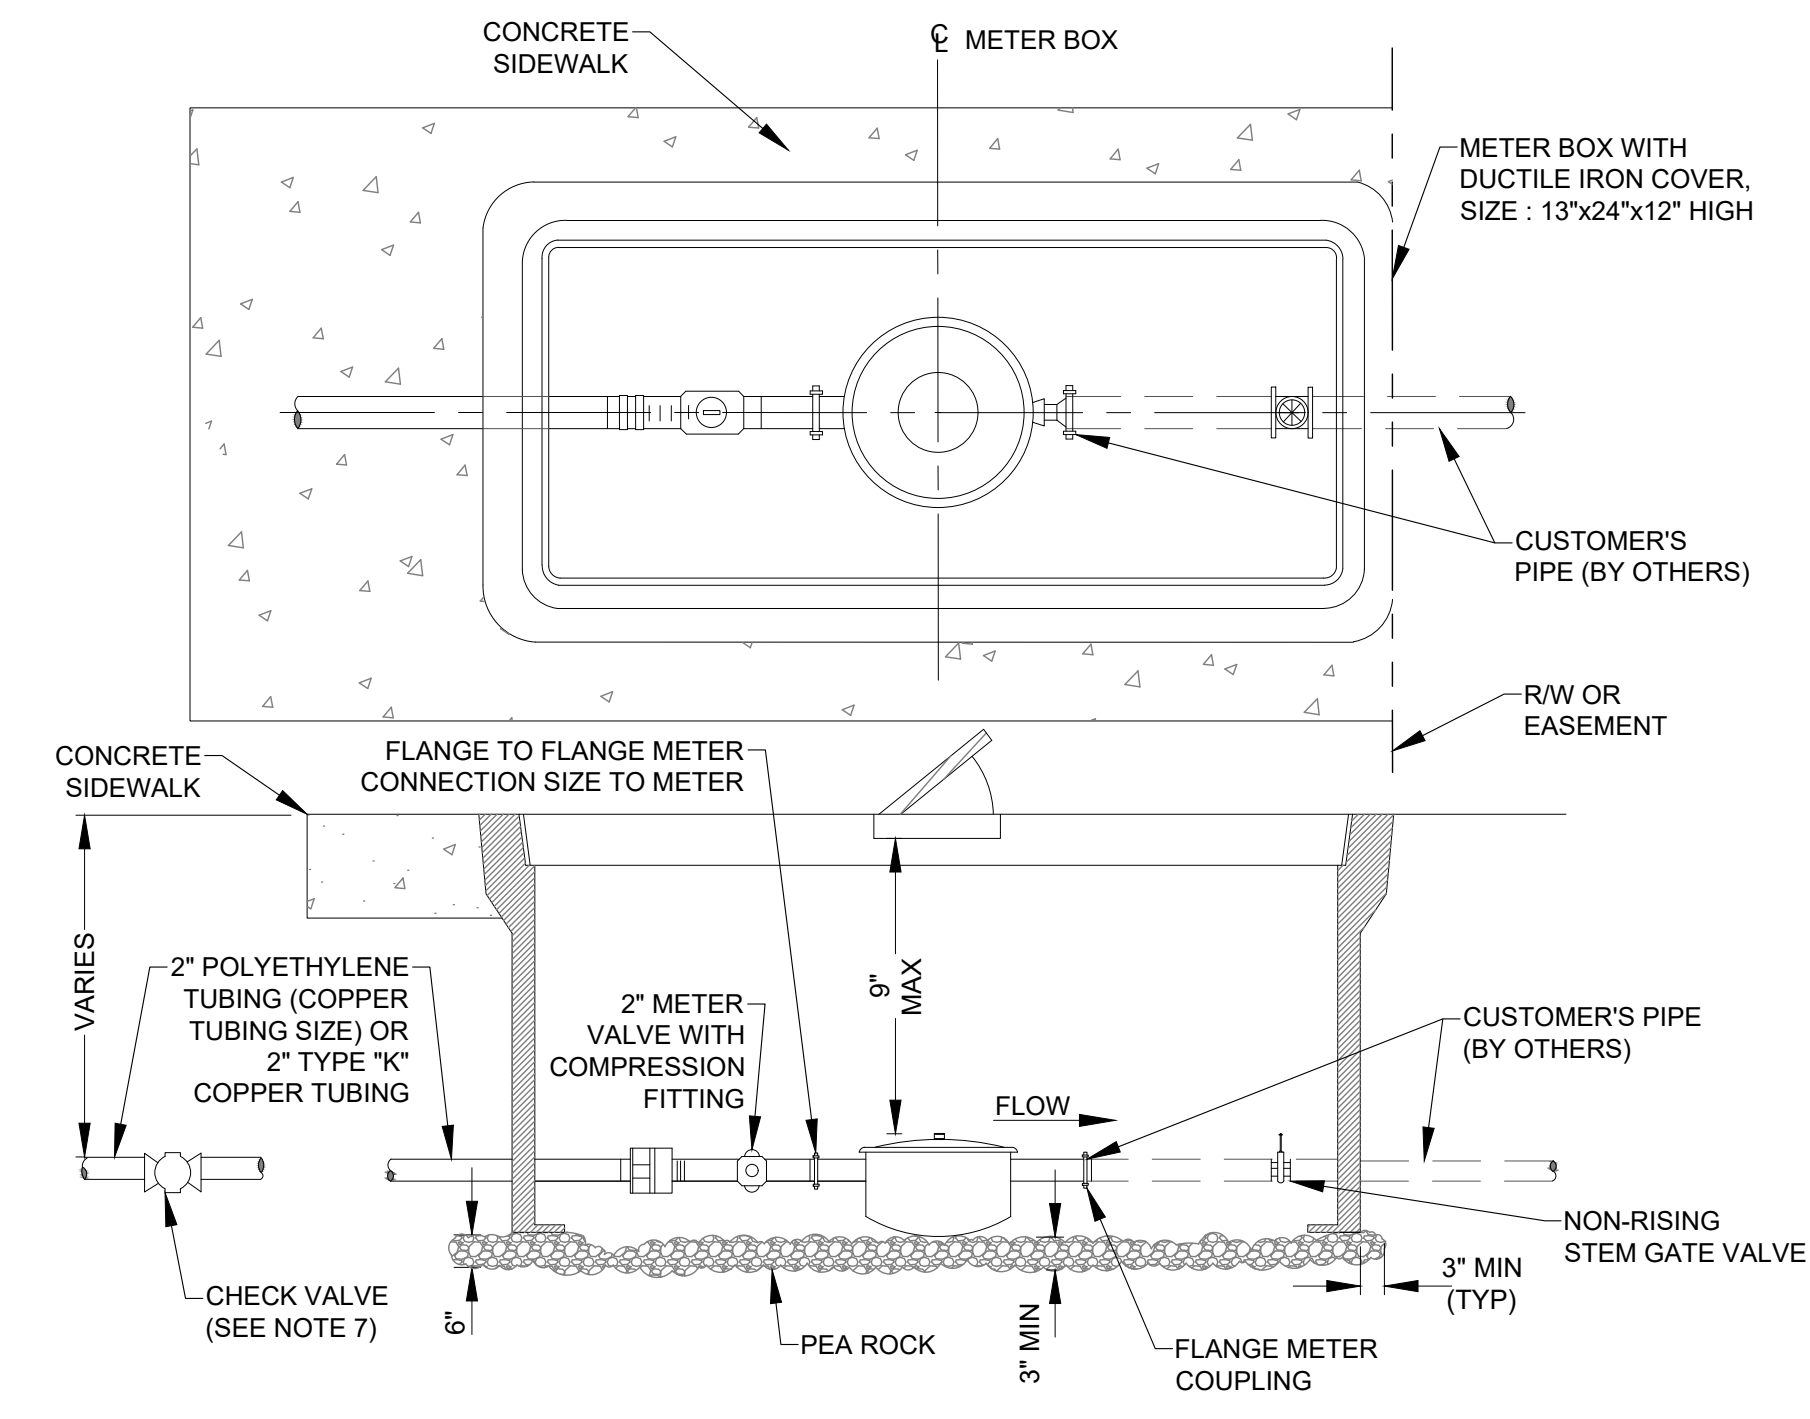 CONCRETE
SIDEWALK
℄ METER BOX
METER BOX WITH
DUCTILE IRON COVER,
SIZE : 13"x24"x12" HIGH
CUSTOMER'S
PIPE (BY OTHERS)
R/W OR
EASEMENT
CONCRETE
SIDEWALK
FLANGE TO FLANGE METER
CONNECTION SIZE TO METER
VARIES
2" POLYETHYLENE
TUBING (COPPER
TUBING SIZE) OR
2" TYPE "K"
COPPER TUBING
2" METER
VALVE WITH
COMPRESSION
FITTING
9"
MAX
FLOW
CUSTOMER'S PIPE
(BY OTHERS)
NON-RISING
STEM GATE VALVE
3" MIN
(TYP)
CHECK VALVE
(SEE NOTE 7)
6"
PEA ROCK
3" MIN
FLANGE METER
COUPLING